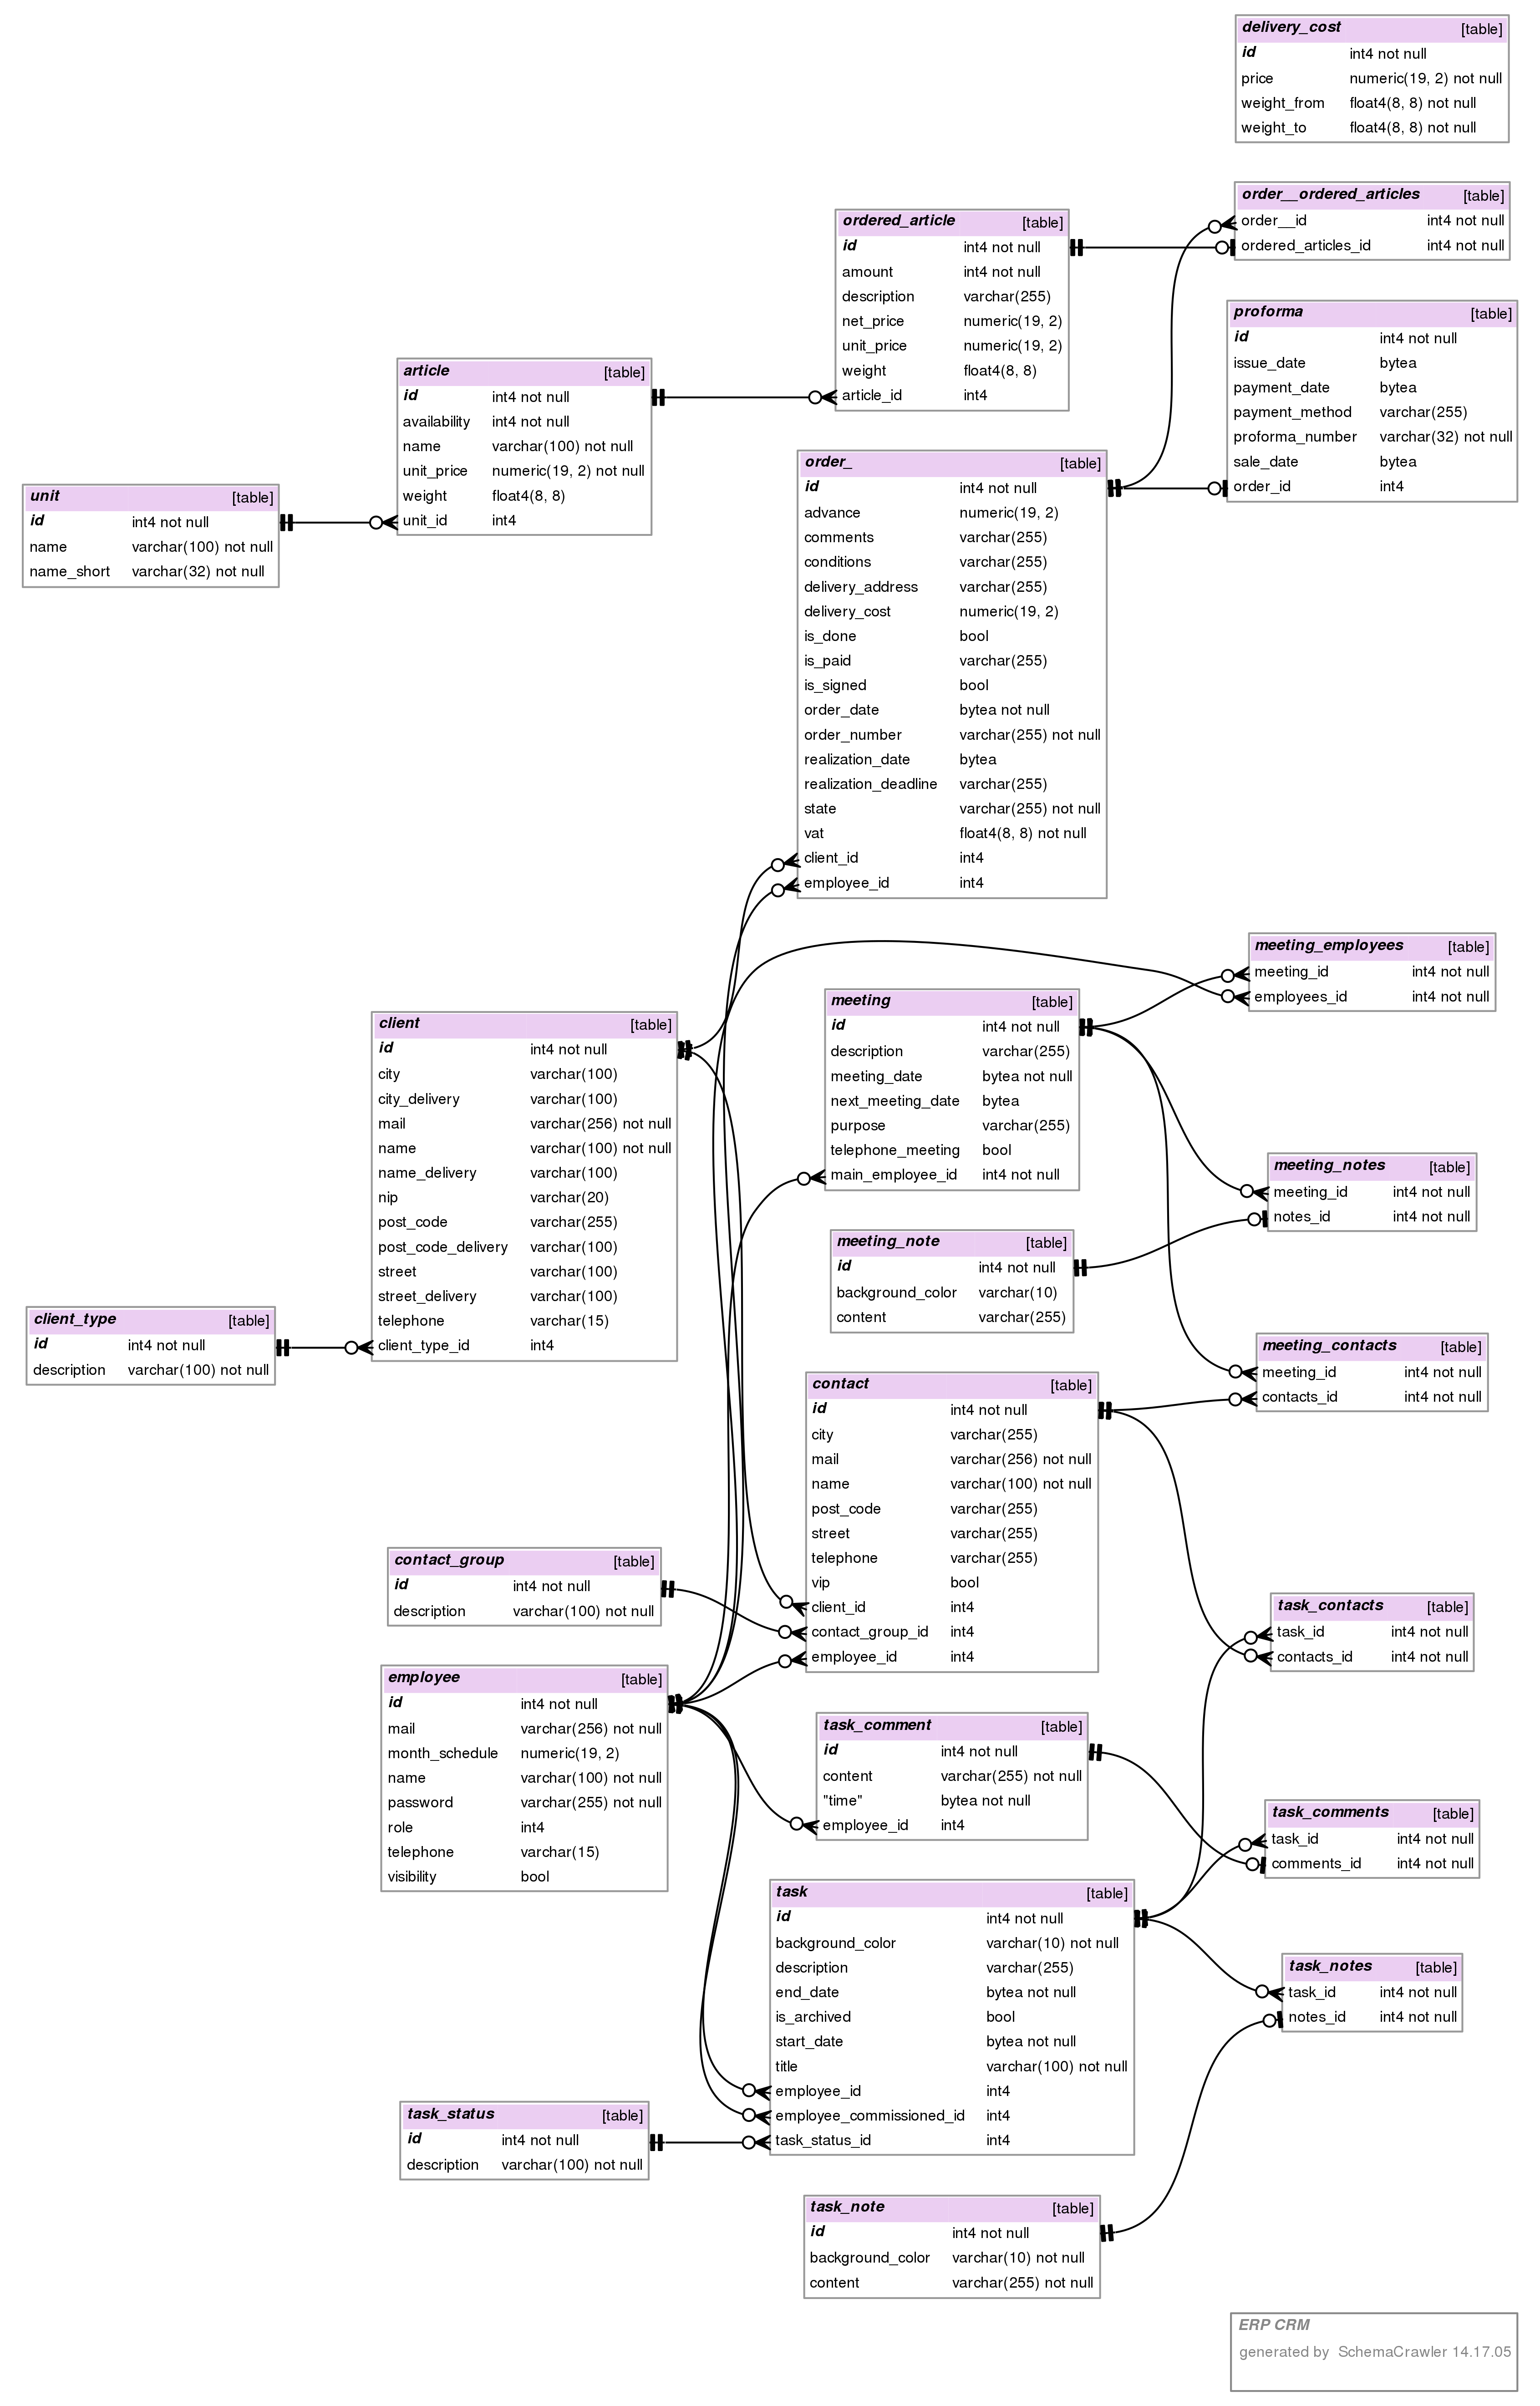 delivery_cost [table]
id int4 not null
price numeric(19, 2) not null
weight_from float4(8, 8) not null
weight_to float4(8, 8) not null
order__ordered_articles [table]
order__id int4 not null
ordered_articles_id int4 not null
ordered_article [table]
id int4 not null
amount int4 not null
description varchar(255)
net_price numeric(19, 2)
unit_price numeric(19, 2)
weight float4(8, 8)
article_id int4
proforma [table]
id int4 not null
issue_date bytea
payment_date bytea
payment_method varchar(255)
proforma_number varchar(32) not null
sale_date bytea
order_id int4
article [table]
id int4 not null
availability int4 not null
name varchar(100) not null
unit_price numeric(19, 2) not null
weight float4(8, 8)
unit_id int4
unit [table]
id int4 not null
name varchar(100) not null
name_short varchar(32) not null
order_ [table]
id int4 not null
advance numeric(19, 2)
comments varchar(255)
conditions varchar(255)
delivery_address varchar(255)
delivery_cost numeric(19, 2)
is_done bool
is_paid varchar(255)
is_signed bool
order_date bytea not null
order_number varchar(255) not null
realization_date bytea
realization_deadline varchar(255)
state varchar(255) not null
vat float4(8, 8) not null
client_id int4
employee_id int4
meeting_employees [table]
meeting_id int4 not null
employees_id int4 not null
meeting [table]
id int4 not null
description varchar(255)
meeting_date bytea not null
next_meeting_date bytea
purpose varchar(255)
telephone_meeting bool
main_employee_id int4 not null
client [table]
id int4 not null
city varchar(100)
city_delivery varchar(100)
mail varchar(256) not null
name varchar(100) not null
name_delivery varchar(100)
nip varchar(20)
post_code varchar(255)
post_code_delivery varchar(100)
street varchar(100)
street_delivery varchar(100)
telephone varchar(15)
client_type_id int4
meeting_notes [table]
meeting_id int4 not null
notes_id int4 not null
meeting_note [table]
id int4 not null
background_color varchar(10)
content varchar(255)
client_type [table]
id int4 not null
description varchar(100) not null
meeting_contacts [table]
meeting_id int4 not null
contacts_id int4 not null
contact [table]
id int4 not null
city varchar(255)
mail varchar(256) not null
name varchar(100) not null
post_code varchar(255)
street varchar(255)
telephone varchar(255)
vip bool
client_id int4
contact_group_id int4
employee_id int4
contact_group [table]
id int4 not null
description varchar(100) not null
task_contacts [table]
task_id int4 not null
contacts_id int4 not null
employee [table]
id int4 not null
mail varchar(256) not null
month_schedule numeric(19, 2)
name varchar(100) not null
password varchar(255) not null
role int4
telephone varchar(15)
visibility bool
task_comment [table]
id int4 not null
content varchar(255) not null
"time" bytea not null
employee_id int4
task_comments [table]
task_id int4 not null
comments_id int4 not null
task [table]
id int4 not null
background_color varchar(10) not null
description varchar(255)
end_date bytea not null
is_archived bool
start_date bytea not null
title varchar(100) not null
employee_id int4
employee_commissioned_id int4
task_status_id int4
task_notes [table]
task_id int4 not null
notes_id int4 not null
task_status [table]
id int4 not null
description varchar(100) not null
task_note [table]
id int4 not null
background_color varchar(10) not null
content varchar(255) not null
ERP CRM
generated by SchemaCrawler 14.17.05